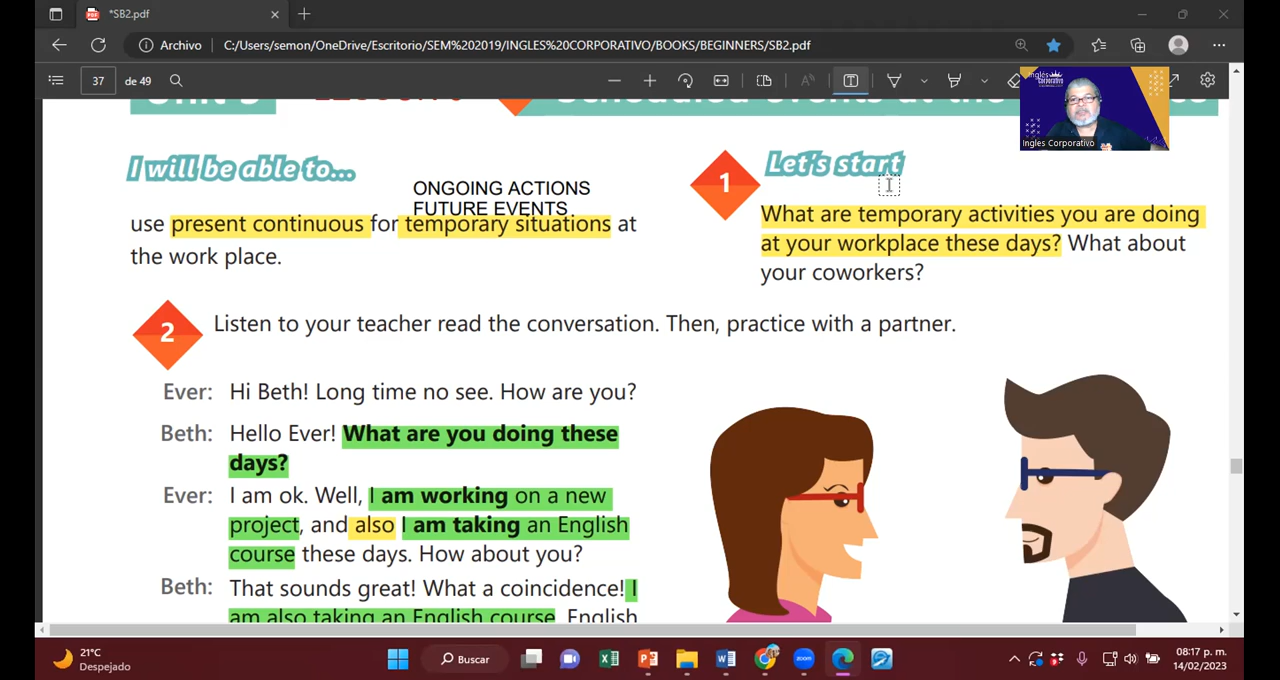 *SB2.pdf
Archivo
C:/Users/semon/OneDrive/Escritorio/SEM%202019/INGLES%20CORPORATIVO/BOOKS/BEGINNERS/SB2.pdf
37
de 49
Inglés
Corporativo
Ingles Corporativo
I will be able to...
ONGOING ACTIONS
FUTURE EVENTS
use present continuous for temporary situations at
the work place.
1
Let's start
What are temporary activities you are doing
at your workplace these days? What about
your coworkers?
2
Listen to your teacher read the conversation. Then, practice with a partner.
Ever: Hi Beth! Long time no see. How are you?
Beth: Hello Ever! What are you doing these
days?
Ever: I am ok. Well, I am working on a new
project, and also I am taking an English
course these days. How about you?
Beth: That sounds great! What a coincidence! I
am also taking an English course. English
21°C
Despejado
Buscar
zoom
08:17 p. m.
14/02/2023